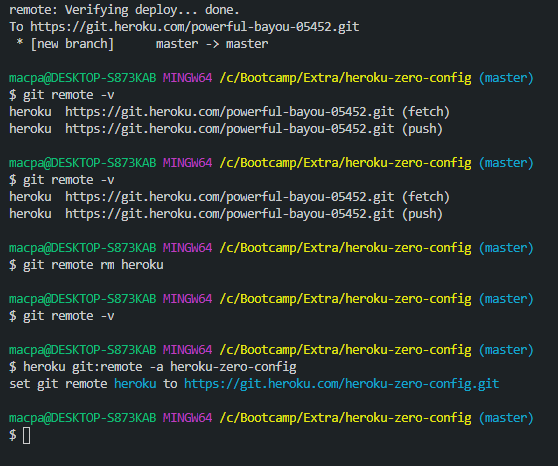 remote: Verifying deploy... done.
To https://git.heroku.com/powerful-bayou-05452.git
 * [new branch]      master -> master
macpa@DESKTOP-S873KAB MINGW64 /c/Bootcamp/Extra/heroku-zero-config (master)
$ git remote -v
heroku  https://git.heroku.com/powerful-bayou-05452.git (fetch)
heroku  https://git.heroku.com/powerful-bayou-05452.git (push)
macpa@DESKTOP-S873KAB MINGW64 /c/Bootcamp/Extra/heroku-zero-config (master)
$ git remote -v
heroku  https://git.heroku.com/powerful-bayou-05452.git (fetch)
heroku  https://git.heroku.com/powerful-bayou-05452.git (push)
macpa@DESKTOP-S873KAB MINGW64 /c/Bootcamp/Extra/heroku-zero-config (master)
$ git remote rm heroku
macpa@DESKTOP-S873KAB MINGW64 /c/Bootcamp/Extra/heroku-zero-config (master)
$ git remote -v
macpa@DESKTOP-S873KAB MINGW64 /c/Bootcamp/Extra/heroku-zero-config (master)
$ heroku git:remote -a heroku-zero-config
set git remote heroku to https://git.heroku.com/heroku-zero-config.git
macpa@DESKTOP-S873KAB MINGW64 /c/Bootcamp/Extra/heroku-zero-config (master)
$